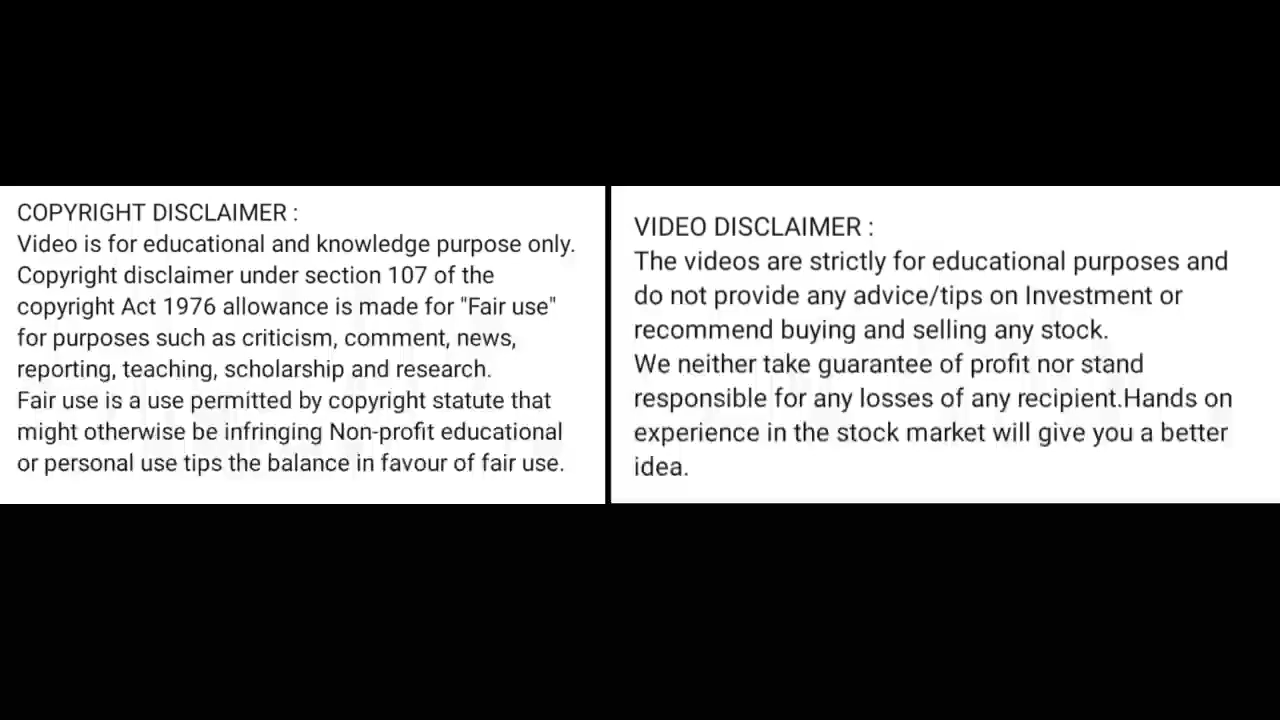 COPYRIGHT DISCLAIMER :
Video is for educational and knowledge purpose only.
Copyright disclaimer under section 107 of the
copyright Act 1976 allowance is made for "Fair use"
for purposes such as criticism, comment, news,
reporting, teaching, scholarship and research.
Fair use is a use permitted by copyright statute that
might otherwise be infringing Non-profit educational
or personal use tips the balance in favour of fair use.
VIDEO DISCLAIMER :
The videos are strictly for educational purposes and
do not provide any advice/tips on Investment or
recommend buying and selling any stock.
We neither take guarantee of profit nor stand
responsible for any losses of any recipient.Hands on
experience in the stock market will give you a better
idea.